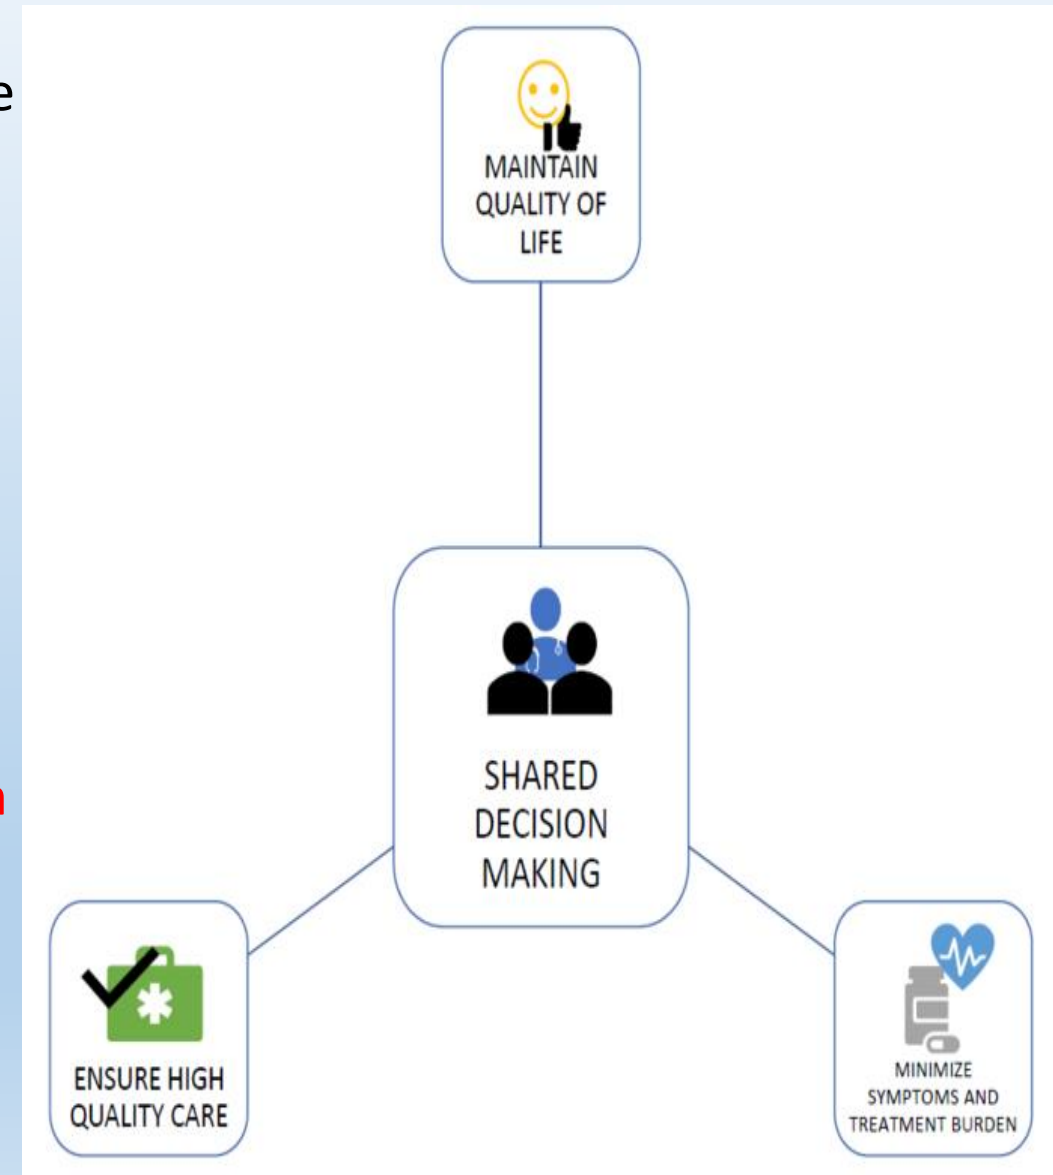 e
MAINTAIN
QUALITY OF
LIFE
SHARED
DECISION
MAKING
n
ENSURE HIGH
QUALITY CARE
MINIMIZE
SYMPTOMS AND
TREATMENT BURDEN